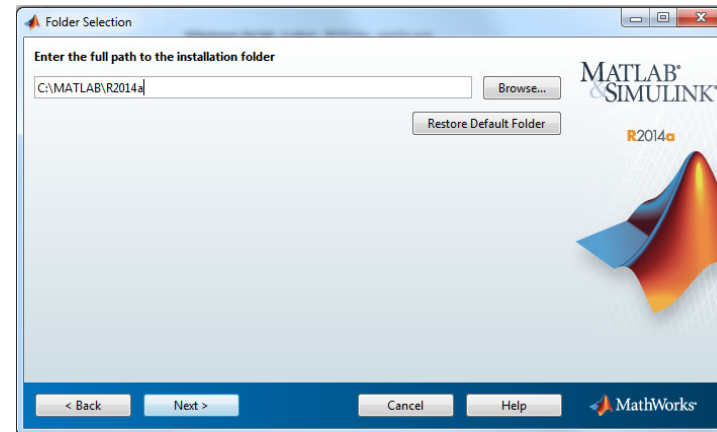 Folder Selection
Enter the full path to the installation folder
C:\MATLAB\R2014a
Browse...
Restore Default Folder
MATLAB®
&SIMULINK®
R2014a
< Back
Next >
Cancel
Help
MathWorks®